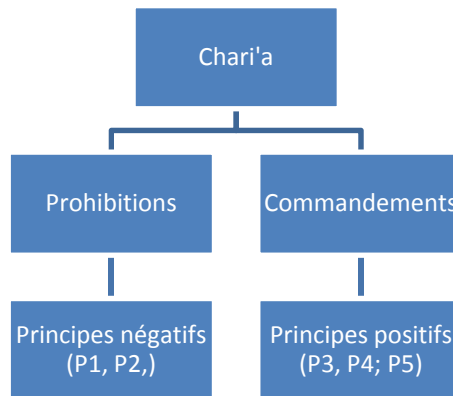 Chari'a
Prohibitions
Commandements
Principes négatifs
(P1, P2,)
Principes positifs
(P3, P4; P5)